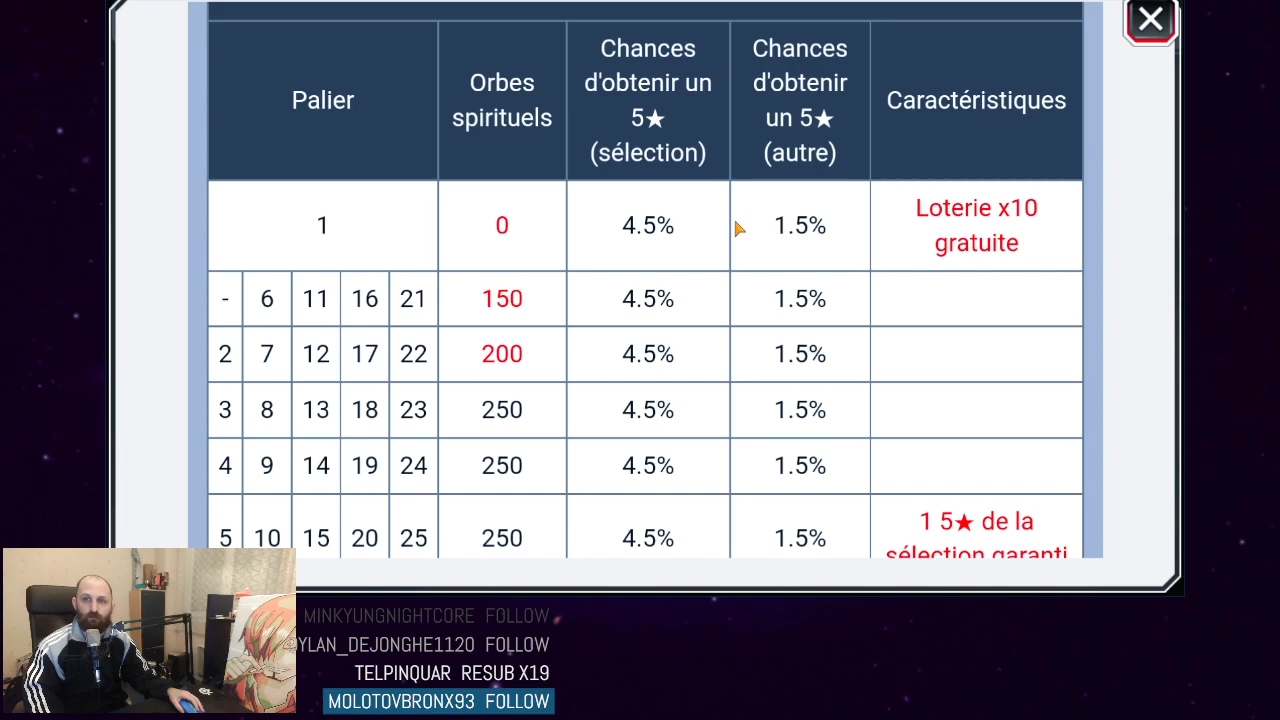 Palier
Orbes
spirituels
Chances
d'obtenir un
5★
(sélection)
Chances
d'obtenir
un 5★
(autre)
Caractéristiques
1 0 4.5% 1.5% Loterie x10
gratuite
- 6 11 16 21 150 4.5% 1.5%
2 7 12 17 22 200 4.5% 1.5%
3 8 13 18 23 250 4.5% 1.5%
4 9 14 19 24 250 4.5% 1.5%
5 10 15 20 25 250 4.5% 1.5% 1 5★ de la
sélection garanti
MINKYUNGNIGHTCORE FOLLOW
YLAN_DEJONGHE1120 FOLLOW
TELPINQUAR RESUB X19
MOLOTOVBRONX93 FOLLOW